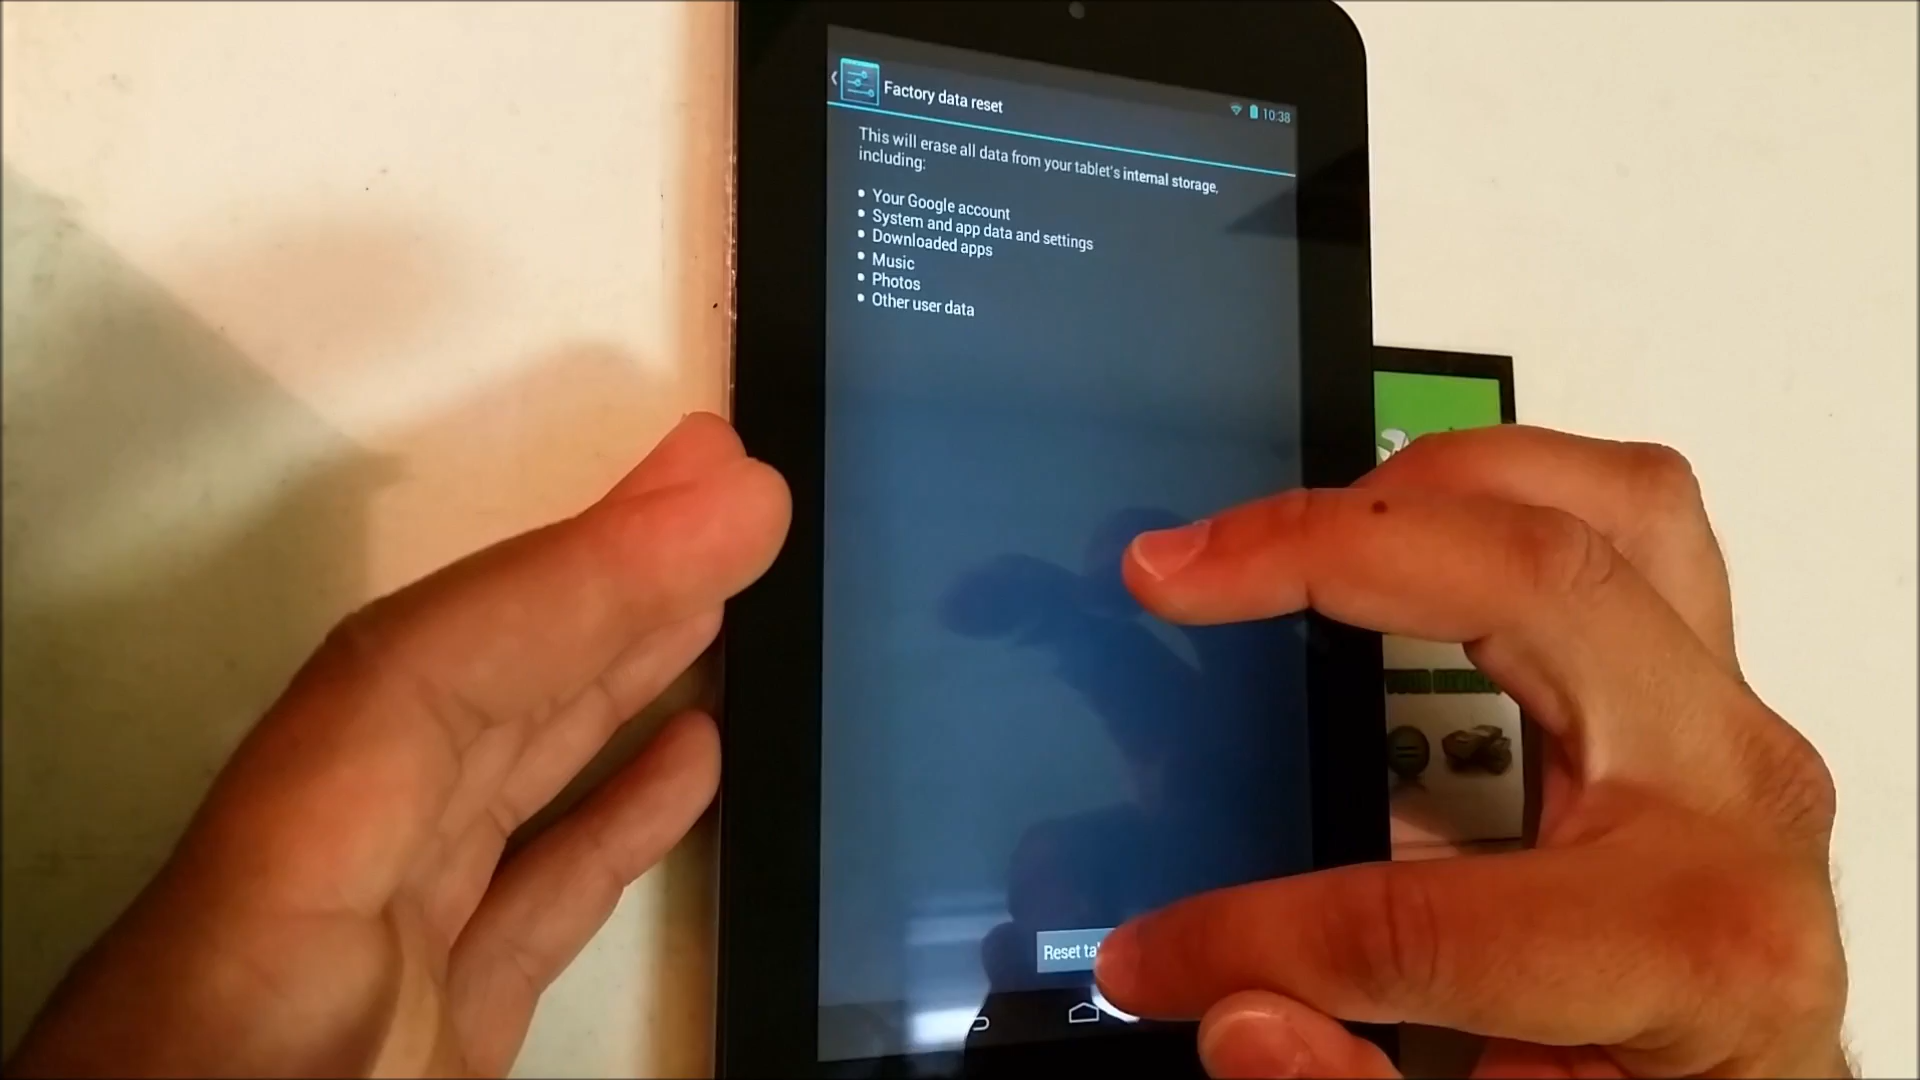 Factory data reset
10:38
This will erase all data from your tablet's internal storage,
including:
• Your Google account
• System and app data and settings
• Downloaded apps
• Music
• Photos
• Other user data
Reset